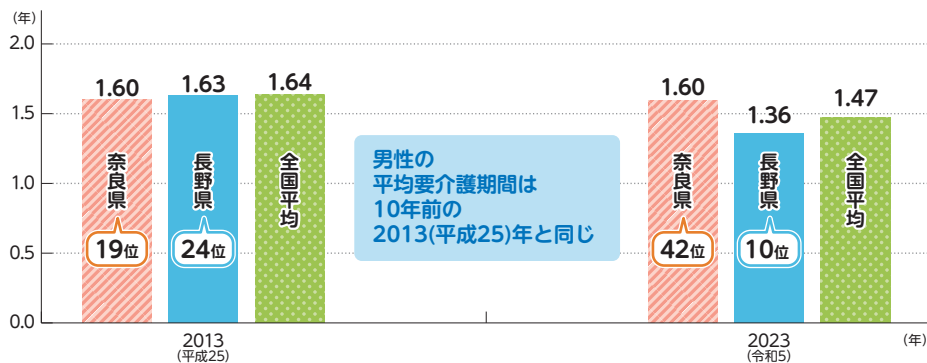 (年)
2.0
1.5
1.0
0.5
0.0
1.60
奈良県
19位
1.63
長野県
24位
1.64
全国平均
男性の
平均要介護期間は
10年前の
2013(平成25)年と同じ
1.60
奈良県
42位
1.36
長野県
10位
1.47
全国平均
2013
(平成25)
2023
(令和5)
(年)